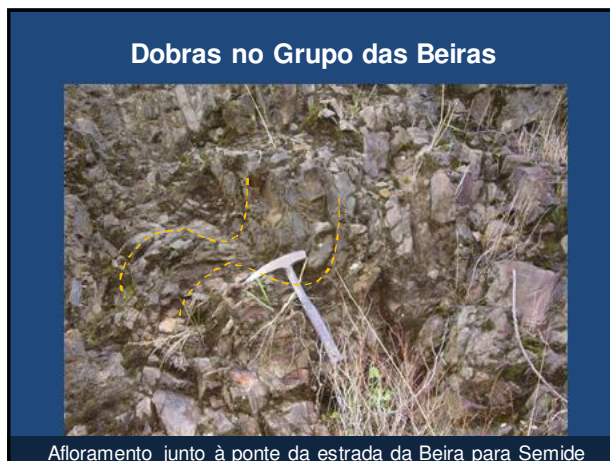 Dobras no Grupo das Beiras
Afloramento junto à ponte da estrada da Beira para Semide